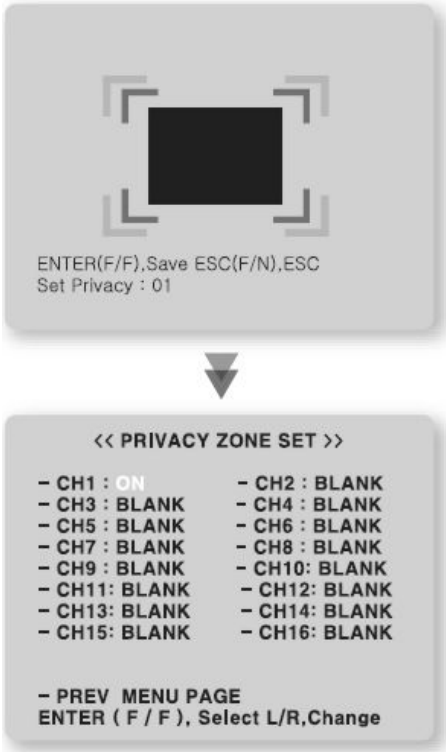 ENTER(F/F),Save ESC(F/N),ESC
Set Privacy : 01
<< PRIVACY ZONE SET >>
- CH1 : ON - CH2 : BLANK
- CH3 : BLANK - CH4 : BLANK
- CH5 : BLANK - CH6 : BLANK
- CH7 : BLANK - CH8 : BLANK
- CH9 : BLANK - CH10: BLANK
- CH11: BLANK - CH12: BLANK
- CH13: BLANK - CH14: BLANK
- CH15: BLANK - CH16: BLANK
- PREV MENU PAGE
ENTER ( F / F ), Select L/R,Change